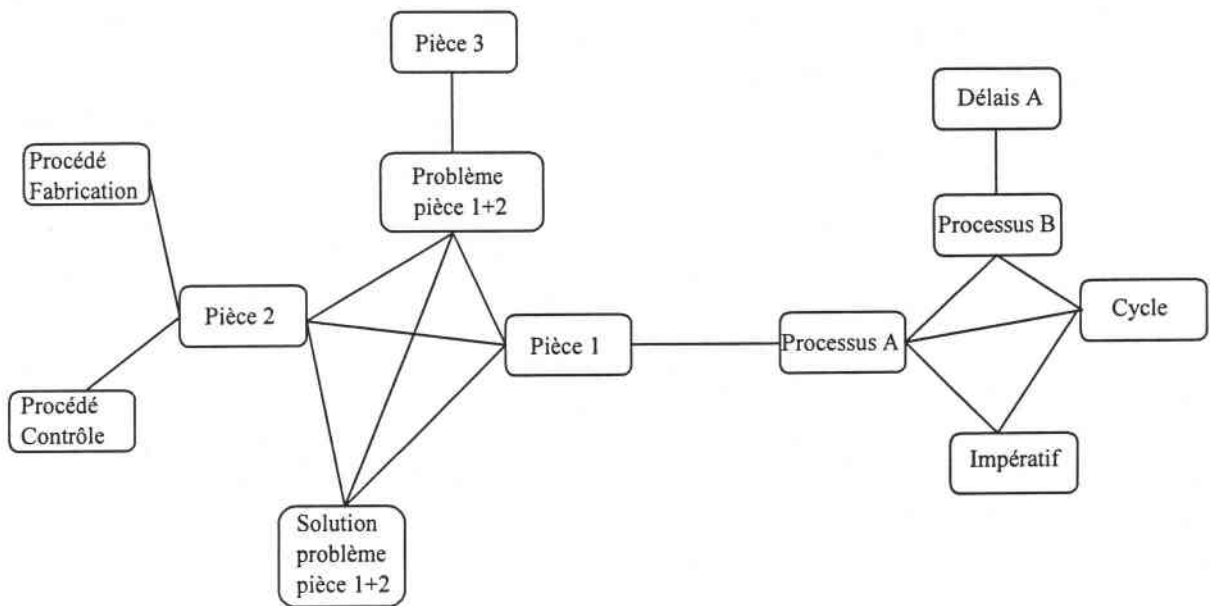 Pièce 3
Délais A
Procédé
Fabrication
Problème
pièce 1+2
Processus B
Pièce 2
Cycle
Pièce 1
Processus A
Procédé
Contrôle
Impératif
Solution
problème
pièce 1+2